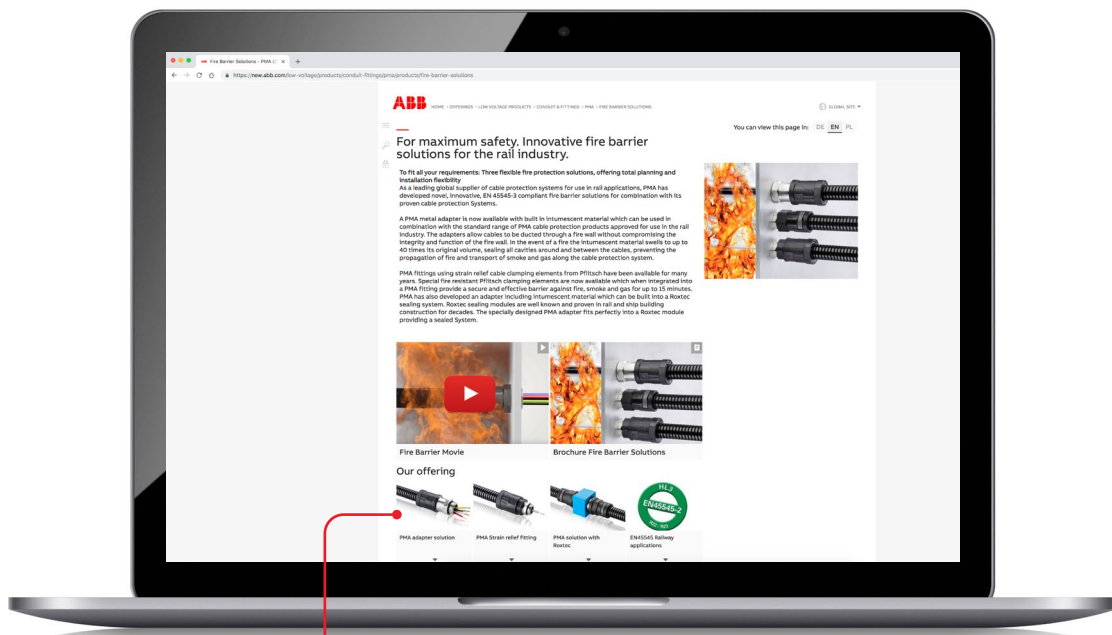 Fire Barrier Solutions - PMA | C
https://new.abb.com/low-voltage/products/conduit-fittings/pma/products/fire-barrier-solutions
ABB
HOME › OFFERINGS › LOW VOLTAGE PRODUCTS › CONDUIT & FITTINGS › PMA › FIRE BARRIER SOLUTIONS
GLOBAL SITE
You can view this page in: DE EN PL
For maximum safety. Innovative fire barrier
solutions for the rail industry.
To fit all your requirements: Three flexible fire protection solutions, offering total planning and
installation flexibility
As a leading global supplier of cable protection systems for use in rail applications, PMA has
developed novel, innovative, EN 45545-3 compliant fire barrier solutions for combination with its
proven cable protection Systems.
A PMA metal adapter is now available with built in intumescent material which can be used in
combination with the standard range of PMA cable protection products approved for use in the rail
industry. The adapters allow cables to be ducted through a fire wall without compromising the
integrity and function of the fire wall. In the event of a fire the intumescent material swells to up to
40 times its original volume, sealing all cavities around and between the cables, preventing the
propagation of fire and transport of smoke and gas along the cable protection system.
PMA fittings using strain relief cable clamping elements from Pflitsch have been available for many
years. Special fire resistant Pflitsch clamping elements are now available which when integrated into
a PMA fitting provide a secure and effective barrier against fire, smoke and gas for up to 15 minutes.
PMA has also developed an adapter including intumescent material which can be built into a Roxtec
sealing system. Roxtec sealing modules are well known and proven in rail and ship building
construction for decades. The specially designed PMA adapter fits perfectly into a Roxtec module
providing a sealed System.
Fire Barrier Movie
Brochure Fire Barrier Solutions
Our offering
HL3
EN45545-2
R22 / R23
PMA adapter solution
PMA Strain relief Fitting
PMA solution with
Roxtec
EN45545 Railway
applications